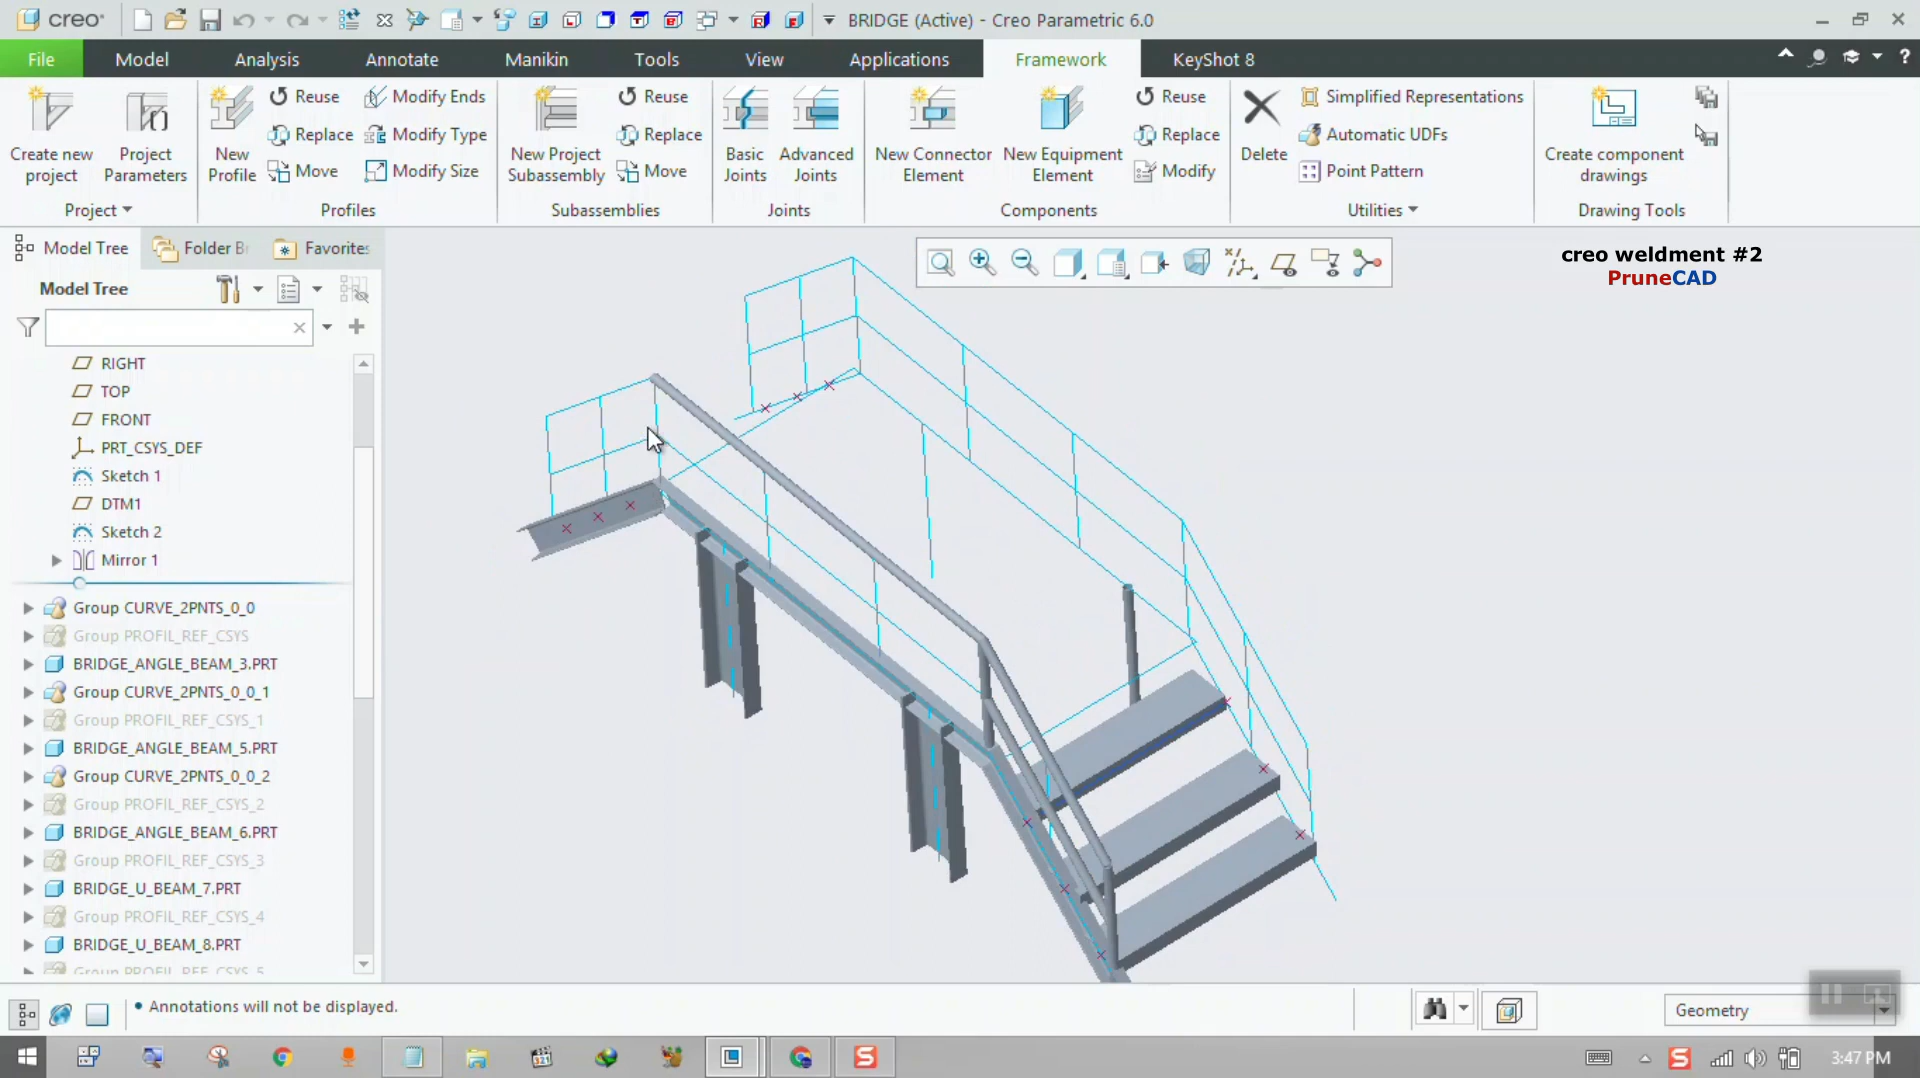 creo
BRIDGE (Active) - Creo Parametric 6.0
File
Model
Analysis
Annotate
Manikin
Tools
View
Applications
Framework
KeyShot 8
Create new project
Project Parameters
Project
New Profile
Reuse
Replace
Move
Modify Ends
Modify Type
Modify Size
Profiles
New Project Subassembly
Reuse
Replace
Move
Subassemblies
Basic Joints
Advanced Joints
Joints
New Connector Element
New Equipment Element
Reuse
Replace
Modify
Components
Delete
Simplified Representations
Automatic UDFs
Point Pattern
Utilities
Create component drawings
Drawing Tools
Model Tree
Folder B
Favorites
creo weldment #2
PruneCAD
Model Tree
RIGHT
TOP
FRONT
PRT_CSYS_DEF
Sketch 1
DTM1
Sketch 2
Mirror 1
Group CURVE_2PNTS_0_0
Group PROFIL_REF_CSYS
BRIDGE_ANGLE_BEAM_3.PRT
Group CURVE_2PNTS_0_0_1
Group PROFIL_REF_CSYS_1
BRIDGE_ANGLE_BEAM_5.PRT
Group CURVE_2PNTS_0_0_2
Group PROFIL_REF_CSYS_2
BRIDGE_ANGLE_BEAM_6.PRT
Group PROFIL_REF_CSYS_3
BRIDGE_U_BEAM_7.PRT
Group PROFIL_REF_CSYS_4
BRIDGE_U_BEAM_8.PRT
Group PROFIL_REF_CSYS_5
• Annotations will not be displayed.
Geometry
3:47 PM